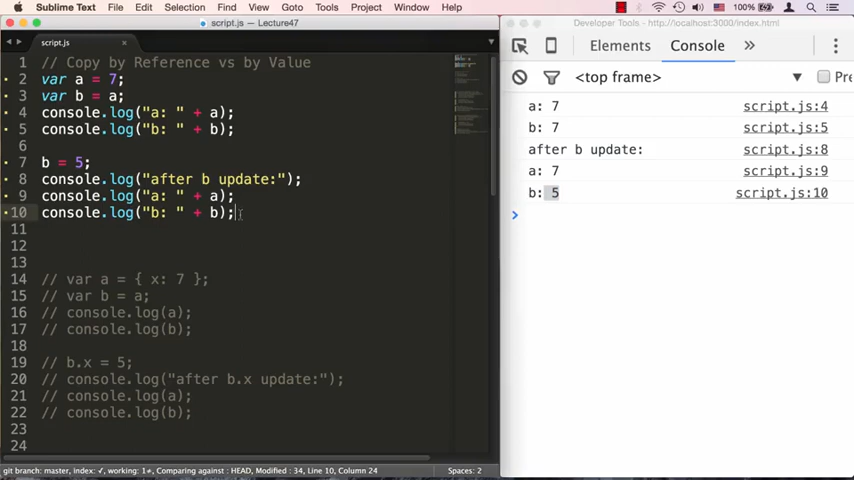 Sublime Text File Edit Selection Find View Goto Tools Project Window Help 100%
script.js — Lecture47
Developer Tools - http://localhost:3000/index.html
script.js ×
Elements Console »
<top frame> ▼ Pre
1 // Copy by Reference vs by Value
2 var a = 7;
3 var b = a;
4 console.log("a: " + a);
5 console.log("b: " + b);
6
7 b = 5;
8 console.log("after b update:");
9 console.log("a: " + a);
10 console.log("b: " + b);
11
12
13
14 // var a = { x: 7 };
15 // var b = a;
16 // console.log(a);
17 // console.log(b);
18
19 // b.x = 5;
20 // console.log("after b.x update:");
21 // console.log(a);
22 // console.log(b);
23
24
a: 7 script.js:4
b: 7 script.js:5
after b update: script.js:8
a: 7 script.js:9
b: 5 script.js:10
>
git branch: master, index: ✓, working: 1≠, Comparing against : HEAD, Modified : 34, Line 10, Column 24 Spaces: 2